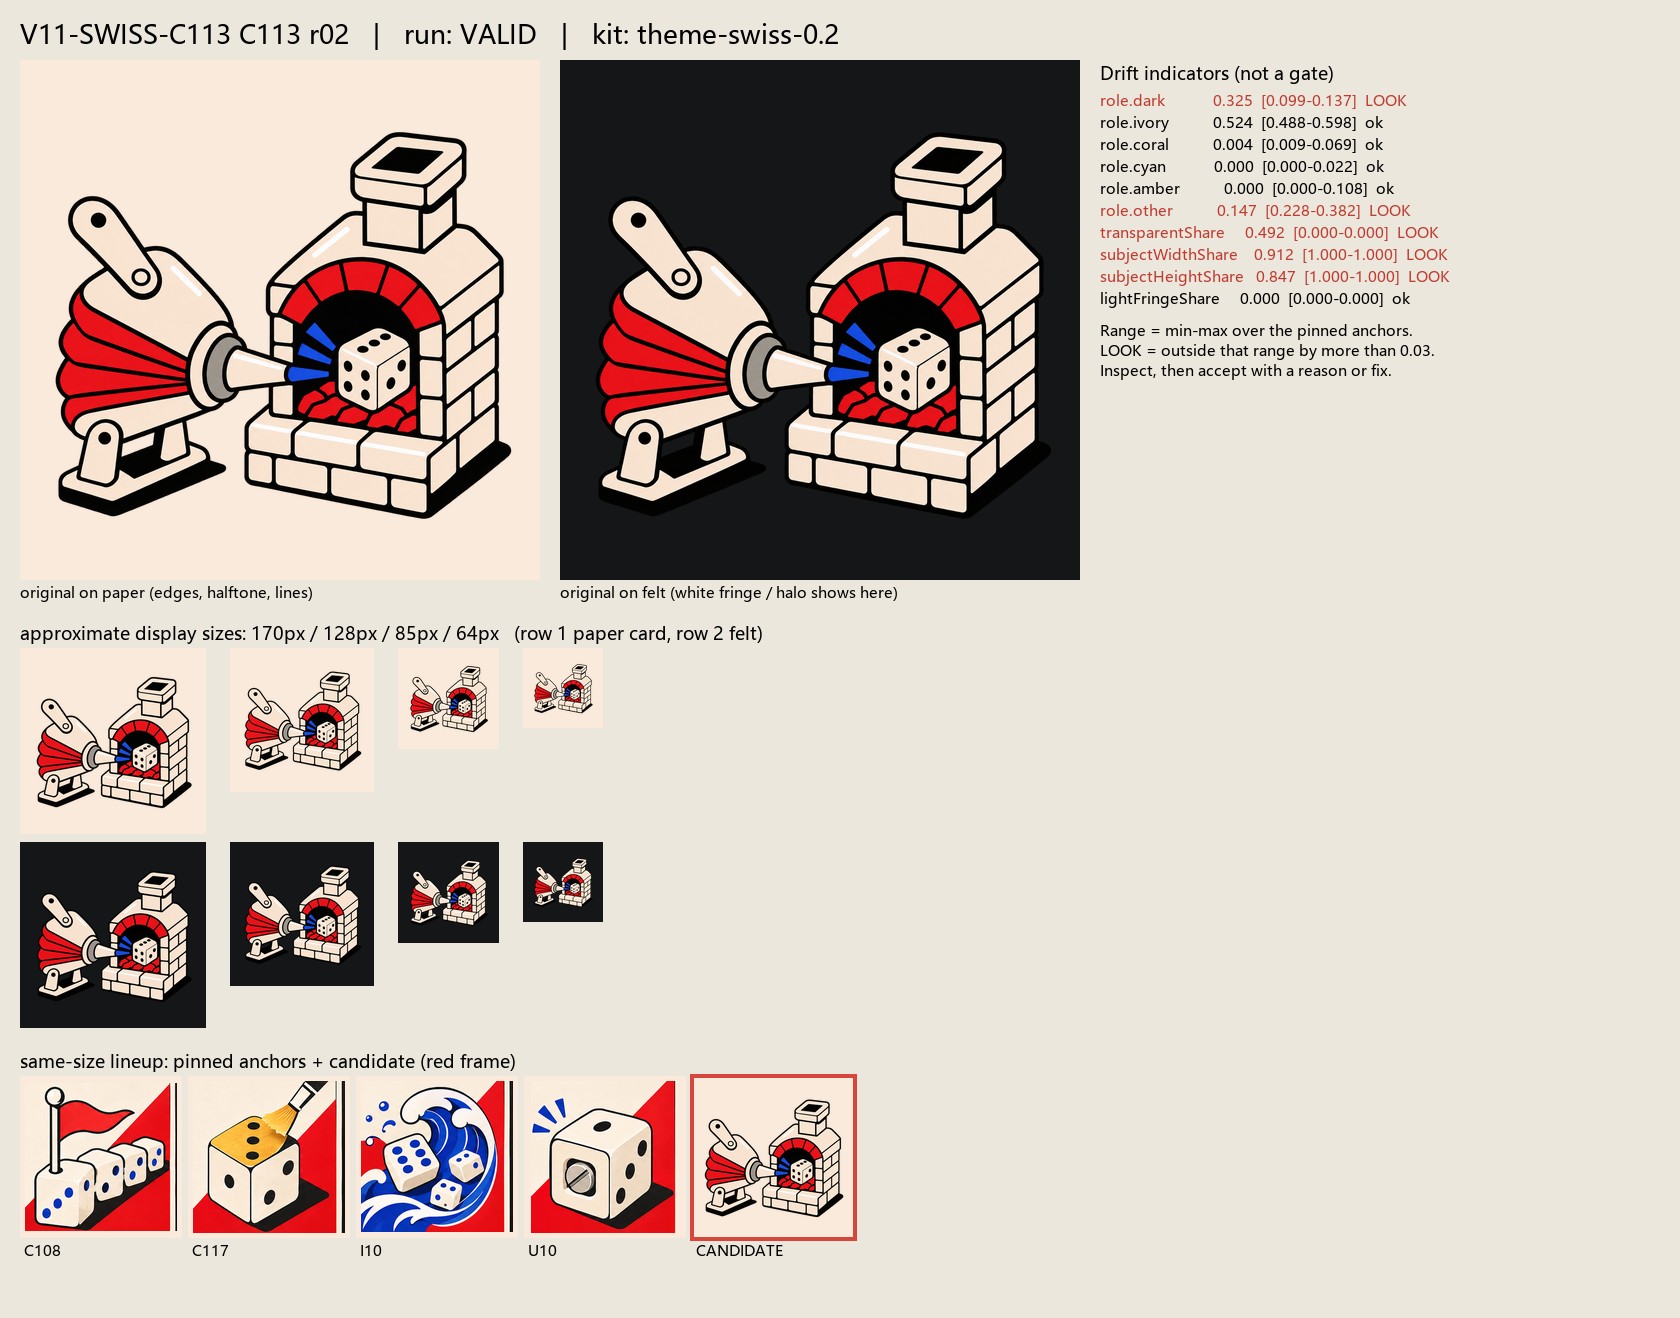 V11-SWISS-C113 C113 r02 | run: VALID | kit: theme-swiss-0.2
Drift indicators (not a gate)
role.dark 0.325 [0.099-0.137] LOOK
role.ivory 0.524 [0.488-0.598] ok
role.coral 0.004 [0.009-0.069] ok
role.cyan 0.000 [0.000-0.022] ok
role.amber 0.000 [0.000-0.108] ok
role.other 0.147 [0.228-0.382] LOOK
transparentShare 0.492 [0.000-0.000] LOOK
subjectWidthShare 0.912 [1.000-1.000] LOOK
subjectHeightShare 0.847 [1.000-1.000] LOOK
lightFringeShare 0.000 [0.000-0.000] ok
Range = min-max over the pinned anchors.
LOOK = outside that range by more than 0.03.
Inspect, then accept with a reason or fix.
original on paper (edges, halftone, lines)
original on felt (white fringe / halo shows here)
approximate display sizes: 170px / 128px / 85px / 64px (row 1 paper card, row 2 felt)
same-size lineup: pinned anchors + candidate (red frame)
C108
C117
I10
U10
CANDIDATE